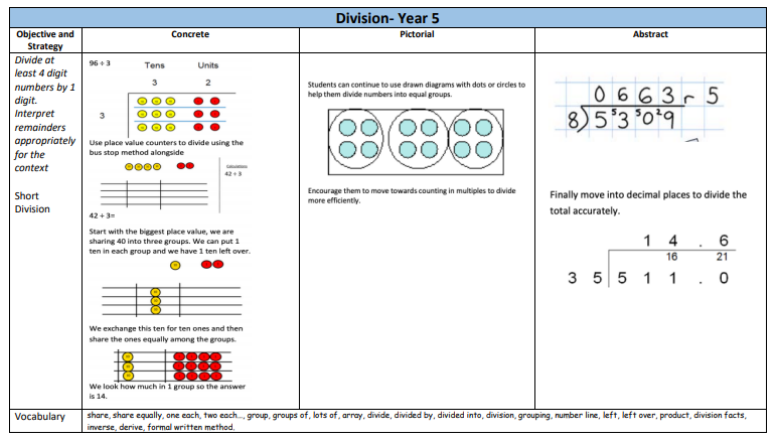 Division- Year 5
Objective and
Strategy
Concrete
Pictorial
Abstract
Divide at
least 4 digit
numbers by 1
digit.
Interpret
remainders
appropriately
for the
context
Short
Division
96 ÷ 3
Tens
Units
3
2
3
Use place value counters to divide using the
bus stop method alongside
42 ÷ 3
42 ÷ 3=
Start with the biggest place value, we are
sharing 40 into three groups. We can put 1
ten in each group and we have 1 ten left over.
We exchange this ten for ten ones and then
share the ones equally among the groups.
We look how much in 1 group so the answer
is 14.
Students can continue to use drawn diagrams with dots or circles to
help them divide numbers into equal groups.
Encourage them to move towards counting in multiples to divide
more efficiently.
0 6 6 3 r 5
8) 5 ⁵3 ⁵0 ²9
Finally move into decimal places to divide the
total accurately.
1 4 . 6
16 21
3 5 5 1 1 . 0
Vocabulary
share, share equally, one each, two each..., group, groups of, lots of, array, divide, divided by, divided into, division, grouping, number line, left, left over, product, division facts,
inverse, derive, formal written method.